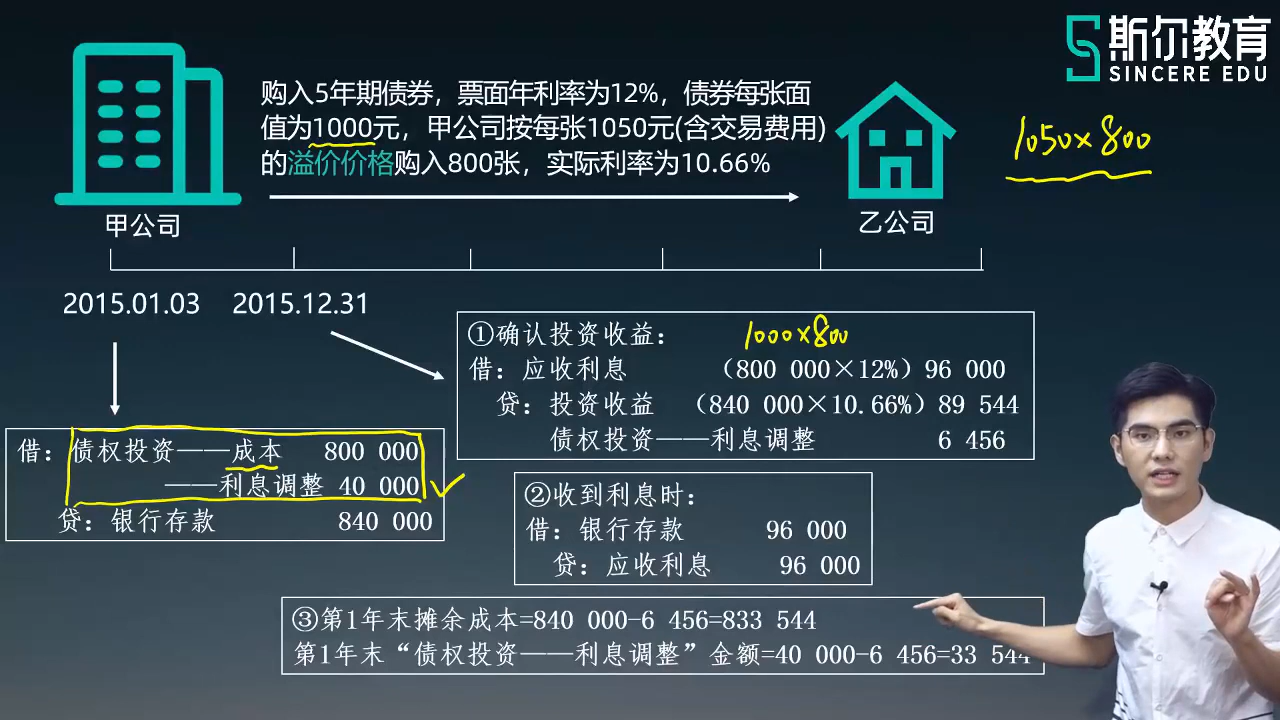 斯尔教育
SINCERE EDU
购入5年期债券，票面年利率为12%，债券每张面
值为1000元，甲公司按每张1050元(含交易费用)
的溢价价格购入800张，实际利率为10.66%
1050×800
甲公司
乙公司
2015.01.03
2015.12.31
①确认投资收益：
1000×800
借：应收利息 （800 000×12%）96 000
贷：投资收益 （840 000×10.66%）89 544
债权投资——利息调整 6 456
借：债权投资——成本 800 000
——利息调整 40 000
贷：银行存款 840 000
②收到利息时：
借：银行存款 96 000
贷：应收利息 96 000
③第1年末摊余成本=840 000-6 456=833 544
第1年末“债权投资——利息调整”金额=40 000-6 456=33 544